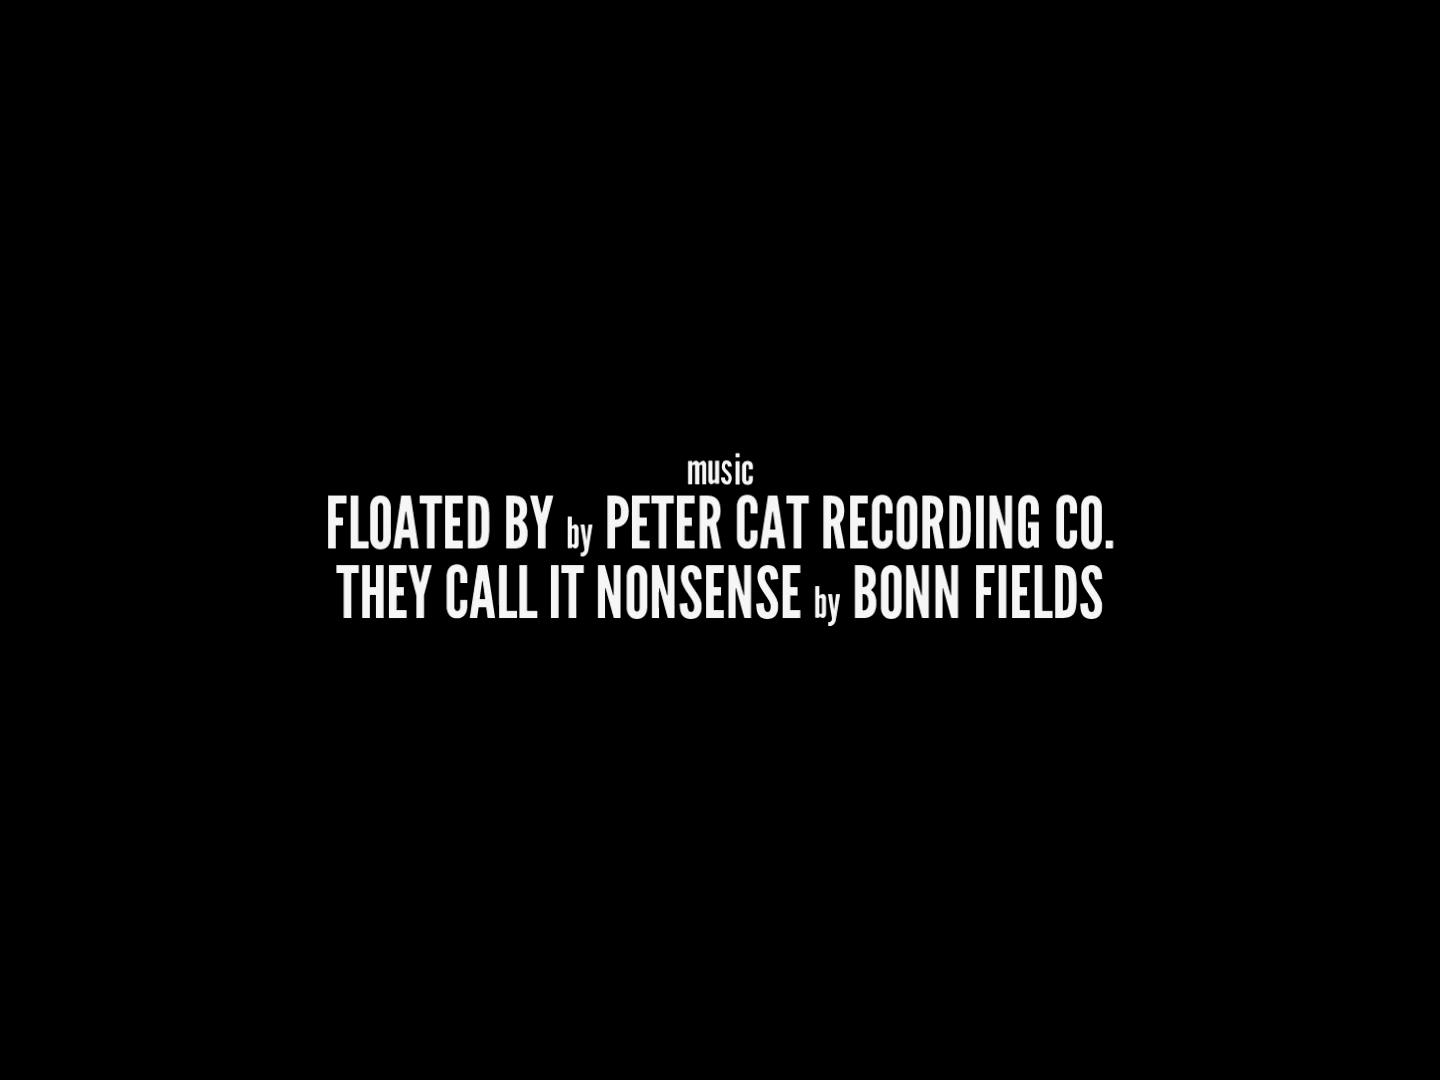 music
FLOATED BY by PETER CAT RECORDING CO.
THEY CALL IT NONSENSE by BONN FIELDS